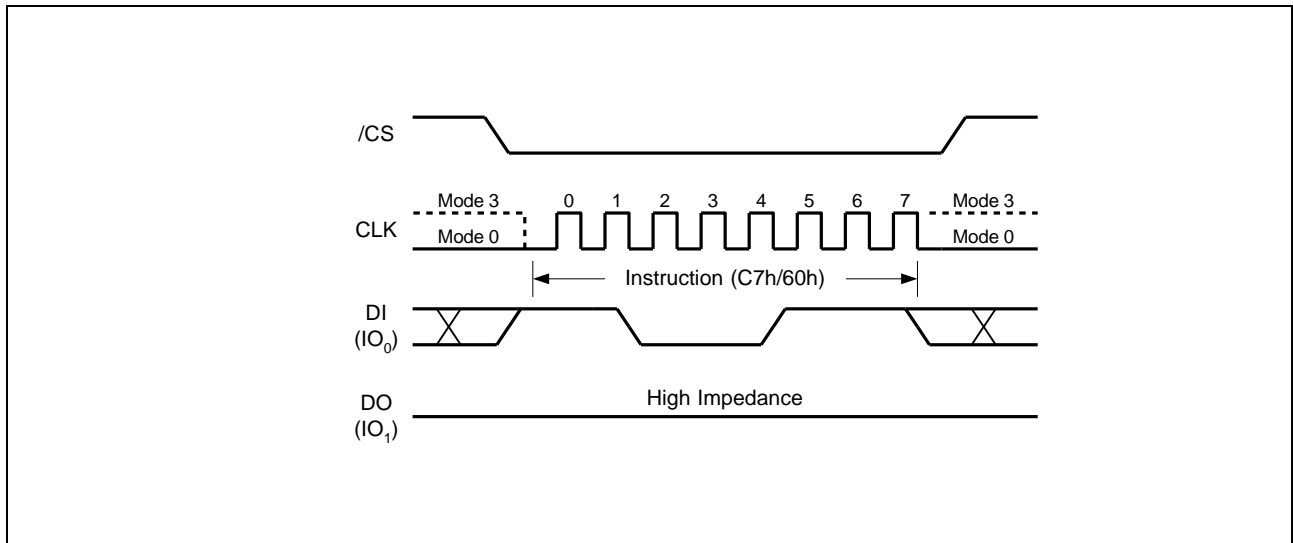 /CS
Mode 3 0 1 2 3 4 5 6 7 Mode 3
CLK
Mode 0 Mode 0
Instruction (C7h/60h)
DI
(IO0)
High Impedance
DO
(IO1)